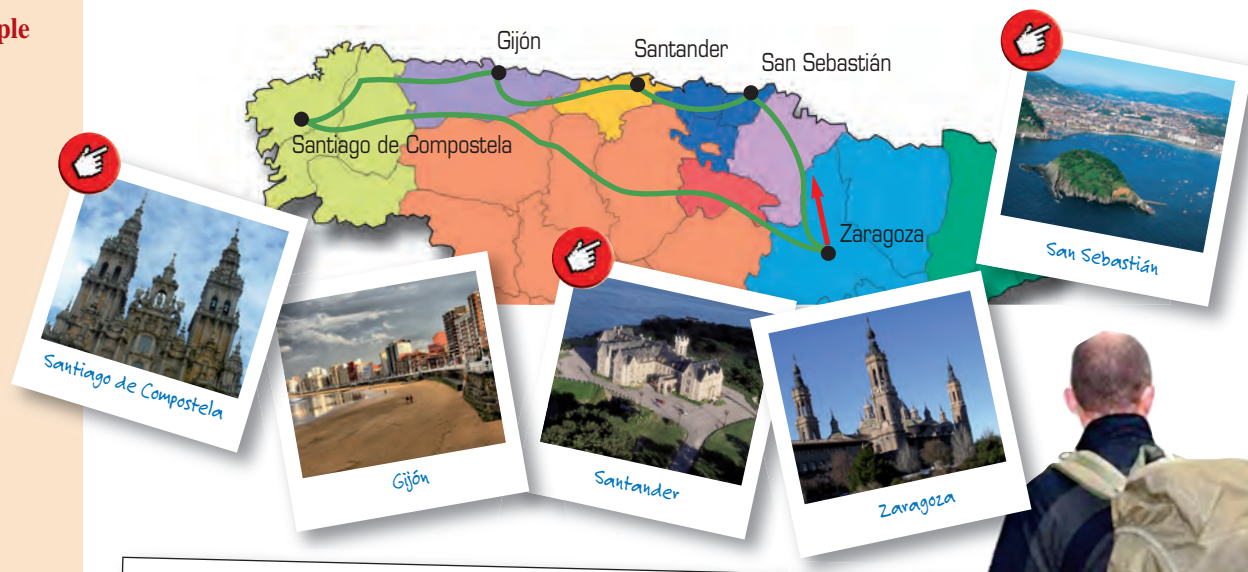 ple
Gijón
Santander
San Sebastián
Santiago de Compostela
Zaragoza
San Sebastián
Santiago de Compostela
Gijón
Santander
Zaragoza